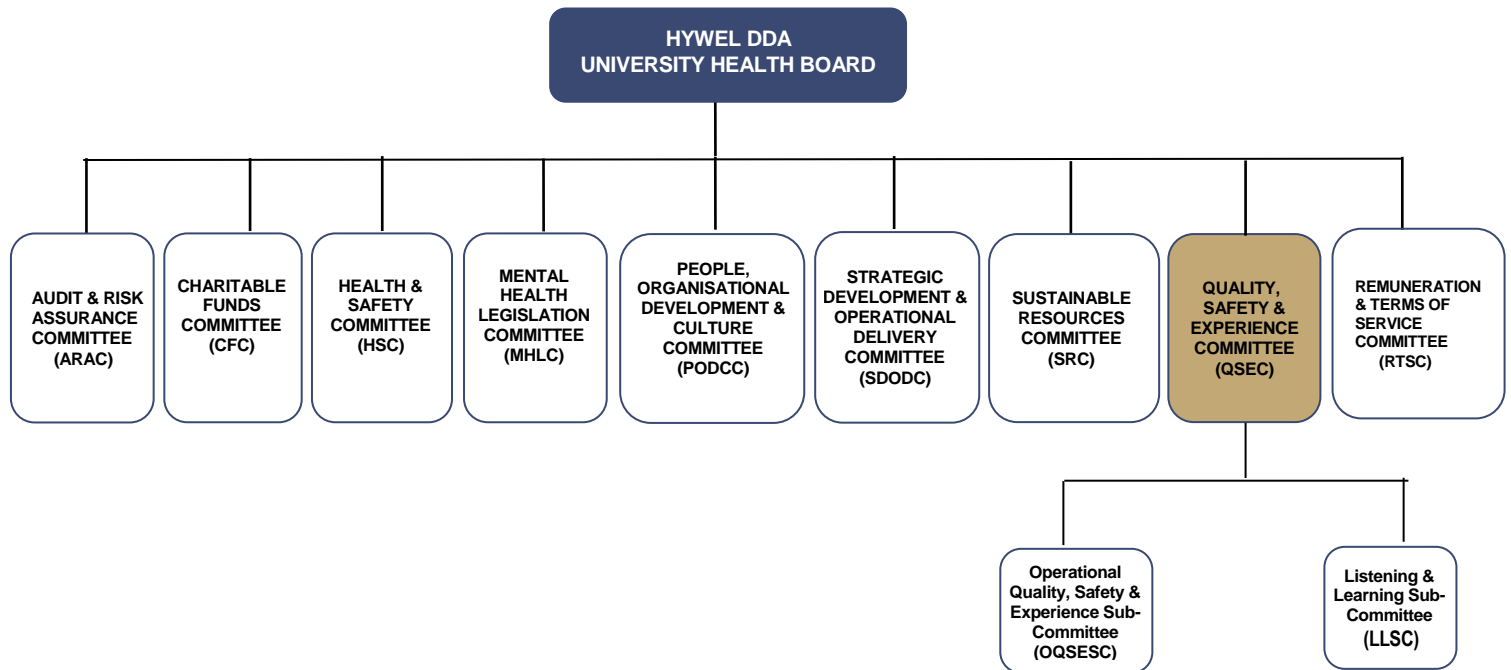 HYWEL DDA
UNIVERSITY HEALTH BOARD
AUDIT & RISK
ASSURANCE
COMMITTEE
(ARAC)
CHARITABLE
FUNDS
COMMITTEE
(CFC)
HEALTH &
SAFETY
COMMITTEE
(HSC)
MENTAL
HEALTH
LEGISLATION
COMMITTEE
(MHLC)
PEOPLE,
ORGANISATIONAL
DEVELOPMENT &
CULTURE
COMMITTEE
(PODCC)
STRATEGIC
DEVELOPMENT &
OPERATIONAL
DELIVERY
COMMITTEE
(SDODC)
SUSTAINABLE
RESOURCES
COMMITTEE
(SRC)
QUALITY,
SAFETY &
EXPERIENCE
COMMITTEE
(QSEC)
REMUNERATION
& TERMS OF
SERVICE
COMMITTEE
(RTSC)
Operational
Quality, Safety &
Experience Sub-
Committee
(OQSESC)
Listening &
Learning Sub-
Committee
(LLSC)